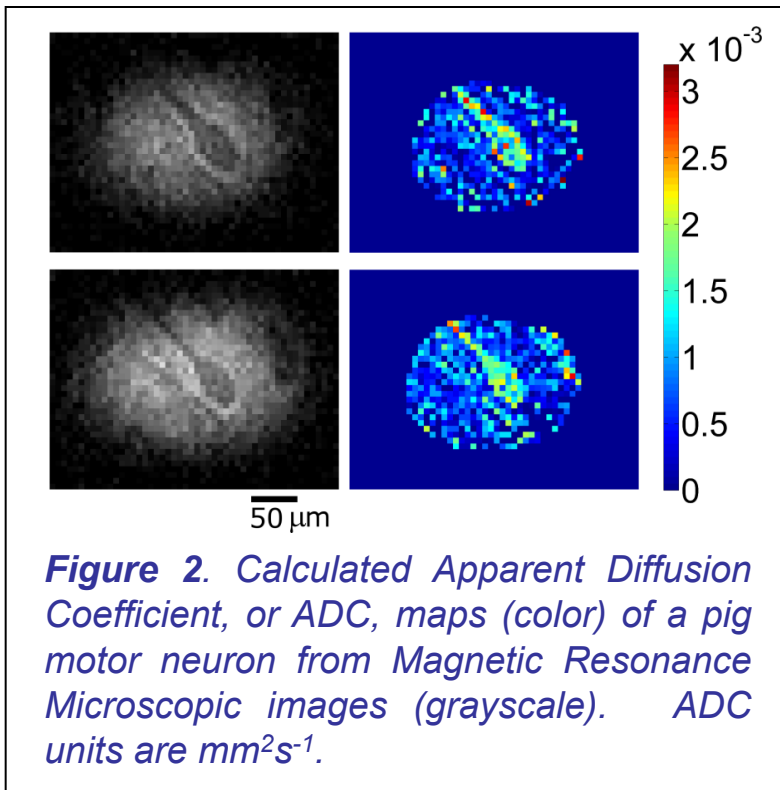 x 10⁻³
3
2.5
2
1.5
1
0.5
0
50 μm
Figure 2. Calculated Apparent Diffusion
Coefficient, or ADC, maps (color) of a pig
motor neuron from Magnetic Resonance
Microscopic images (grayscale). ADC
units are mm²s⁻¹.